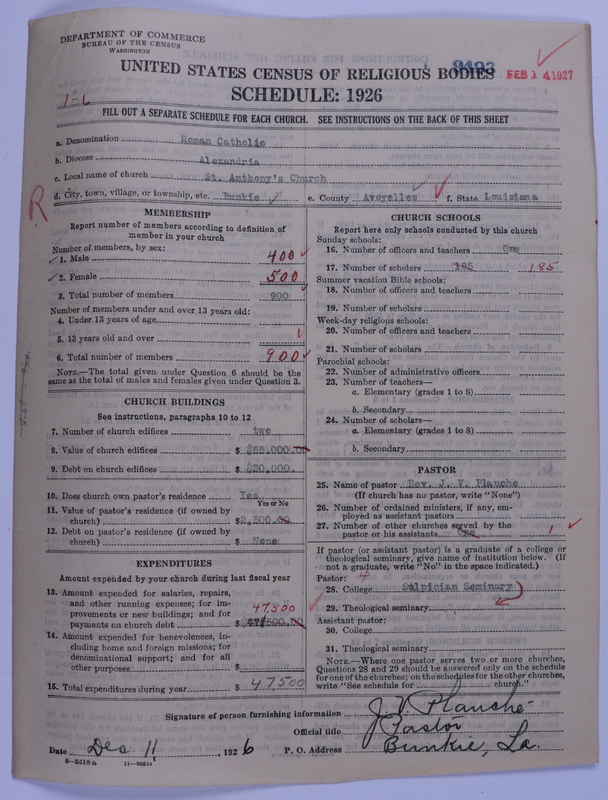 DEPARTMENT OF COMMERCE
BUREAU OF THE CENSUS
WASHINGTON
9493
FEB 14 1927
UNITED STATES CENSUS OF RELIGIOUS BODIES
SCHEDULE: 1926
1-6
FILL OUT A SEPARATE SCHEDULE FOR EACH CHURCH. SEE INSTRUCTIONS ON THE BACK OF THIS SHEET
a. Denomination Roman Catholic
b. Diocese Alexandria
c. Local name of church St. Anthony's Church
d. City, town, village, or township, etc. Bunkie e. County Avoyelles f. State Louisiana
R
MEMBERSHIP
Report number of members according to definition of member in your church
Number of members, by sex:
1. Male 400
2. Female 500
3. Total number of members 900
Number of members under and over 13 years old:
4. Under 13 years of age
5. 13 years old and over
6. Total number of members 900
NOTE.—The total given under Question 6 should be the same as the total of males and females given under Question 3.
CHURCH BUILDINGS
See instructions, paragraphs 10 to 12
7. Number of church edifices two
8. Value of church edifices $ $55,000.00
9. Debt on church edifices $ $20,000.
10. Does church own pastor's residence Yes
Yes or No
11. Value of pastor's residence (if owned by church) $2,500.00
12. Debt on pastor's residence (if owned by church) $ None
EXPENDITURES
Amount expended by your church during last fiscal year
13. Amount expended for salaries, repairs, and other running expenses; for improvements or new buildings; and for payments on church debt $ 47,500.00
47,500
14. Amount expended for benevolences, including home and foreign missions; for denominational support; and for all other purposes $
15. Total expenditures during year $ 47,500
CHURCH SCHOOLS
Report here only schools conducted by this church
Sunday schools:
16. Number of officers and teachers One
17. Number of scholars 185 185
Summer vacation Bible schools:
18. Number of officers and teachers
19. Number of scholars
Week-day religious schools:
20. Number of officers and teachers
21. Number of scholars
Parochial schools:
22. Number of administrative officers
23. Number of teachers—
a. Elementary (grades 1 to 8)
b. Secondary
24. Number of scholars—
a. Elementary (grades 1 to 8)
b. Secondary
PASTOR
25. Name of pastor Rev. J. V. Plauche
(If church has no pastor, write "None")
26. Number of ordained ministers, if any, employed as assistant pastors
27. Number of other churches served by the pastor or his assistants One 1
If pastor (or assistant pastor) is a graduate of a college or theological seminary, give name of institution below. (If not a graduate, write "No" in the space indicated.)
Pastor: 4
28. College Sulpician Seminary
29. Theological seminary
Assistant pastor:
30. College
31. Theological seminary
NOTE.—Where one pastor serves two or more churches, Questions 28 and 29 should be answered only on the schedule for one of the churches; on the schedules for the other churches, write "See schedule for church."
Signature of person furnishing information J. V. Plauche
Official title Pastor
Date Dec. 11, 1926 P. O. Address Bunkie, La.
6-5518a 11-9052